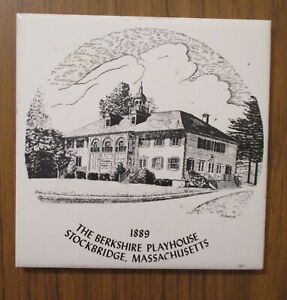 1889
THE BERKSHIRE PLAYHOUSE
STOCKBRIDGE, MASSACHUSETTS